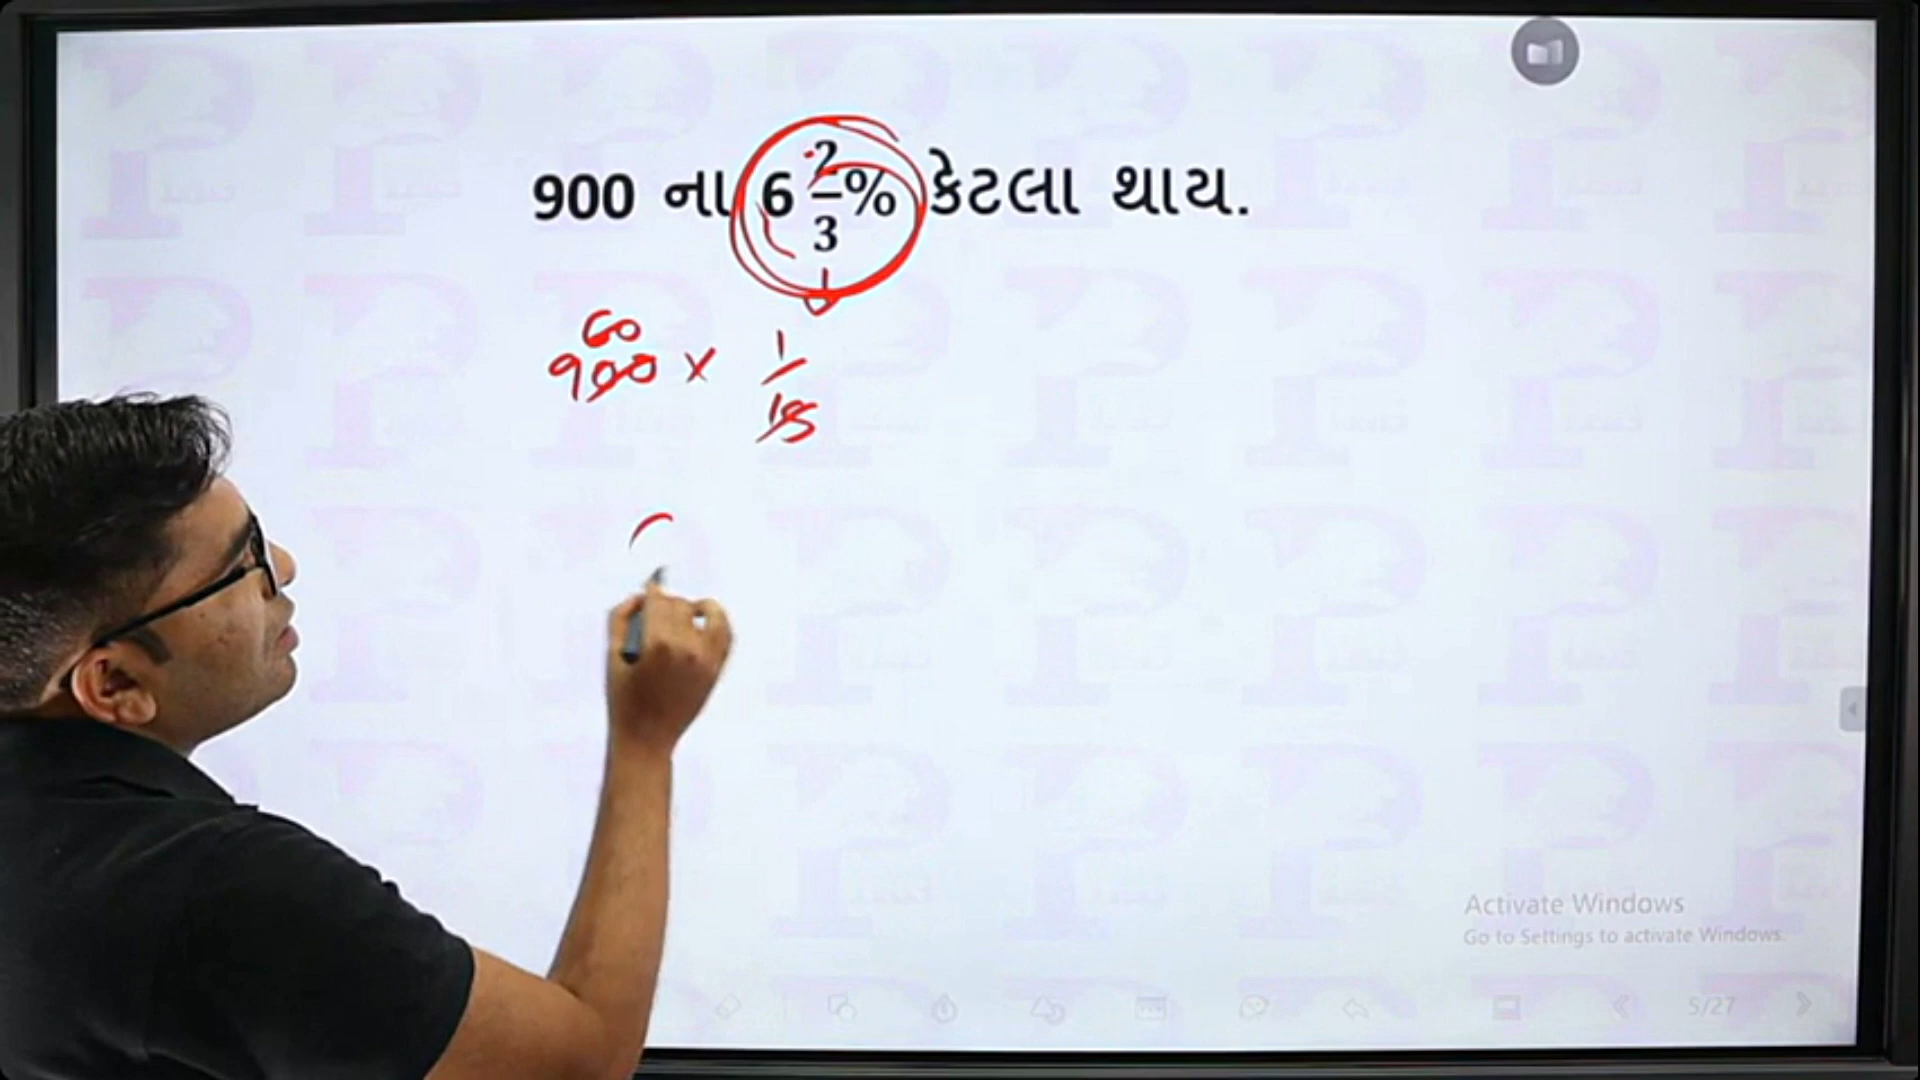 900 ના 6 2/3 % કેટલા થાય.
60
900 × 1/15
Activate Windows
Go to Settings to activate Windows.
5/27